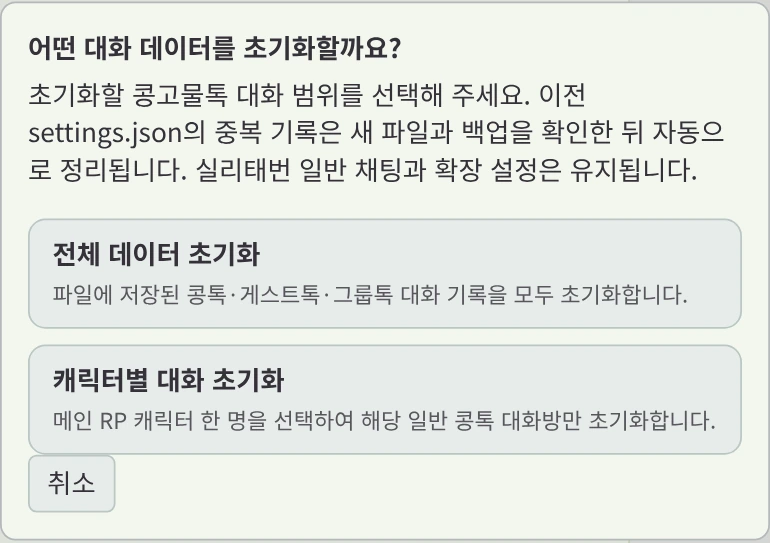 어떤 대화 데이터를 초기화할까요?
초기화할 콩고물톡 대화 범위를 선택해 주세요. 이전
settings.json의 중복 기록은 새 파일과 백업을 확인한 뒤 자동으
로 정리됩니다. 실리태번 일반 채팅과 확장 설정은 유지됩니다.
전체 데이터 초기화
파일에 저장된 콩톡·게스트톡·그룹톡 대화 기록을 모두 초기화합니다.
캐릭터별 대화 초기화
메인 RP 캐릭터 한 명을 선택하여 해당 일반 콩톡 대화방만 초기화합니다.
취소